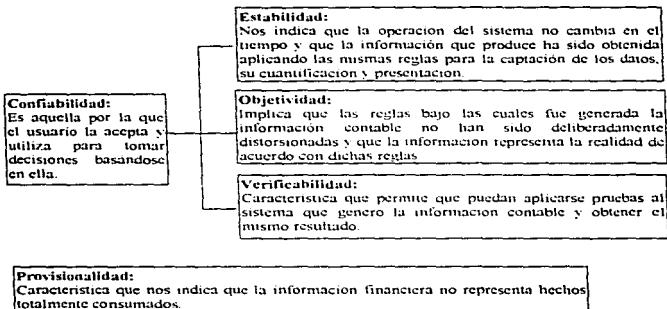 Estabilidad:
Nos indica que la operacion del sistema no cambia en el
tiempo y que la información que produce ha sido obtenida
aplicando las mismas reglas para la captación de los datos,
su cuantificación y presentacion.
Confiabilidad:
Es aquella por la que
el usuario la acepta y
utiliza para tomar
decisiones basándose
en ella.
Objetividad:
Implica que las reglas bajo las cuales fue generada la
información contable no han sido deliberadamente
distorsionadas y que la informacion representa la realidad de
acuerdo con dichas reglas
Verificabilidad:
Característica que permite que puedan aplicarse pruebas al
sistema que genero la informacion contable y obtener el
mismo resultado.
Provisionalidad:
Caracteristica que nos indica que la informacion financiera no representa hechos
totalmente consumados.